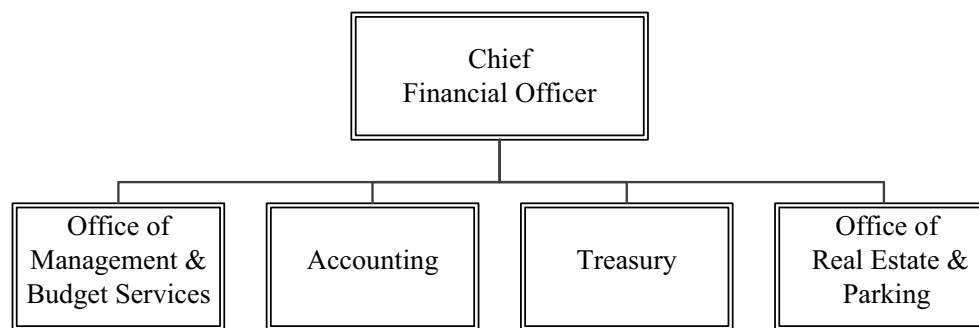 Chief
Financial Officer
Office of
Management &
Budget Services
Accounting
Treasury
Office of
Real Estate &
Parking